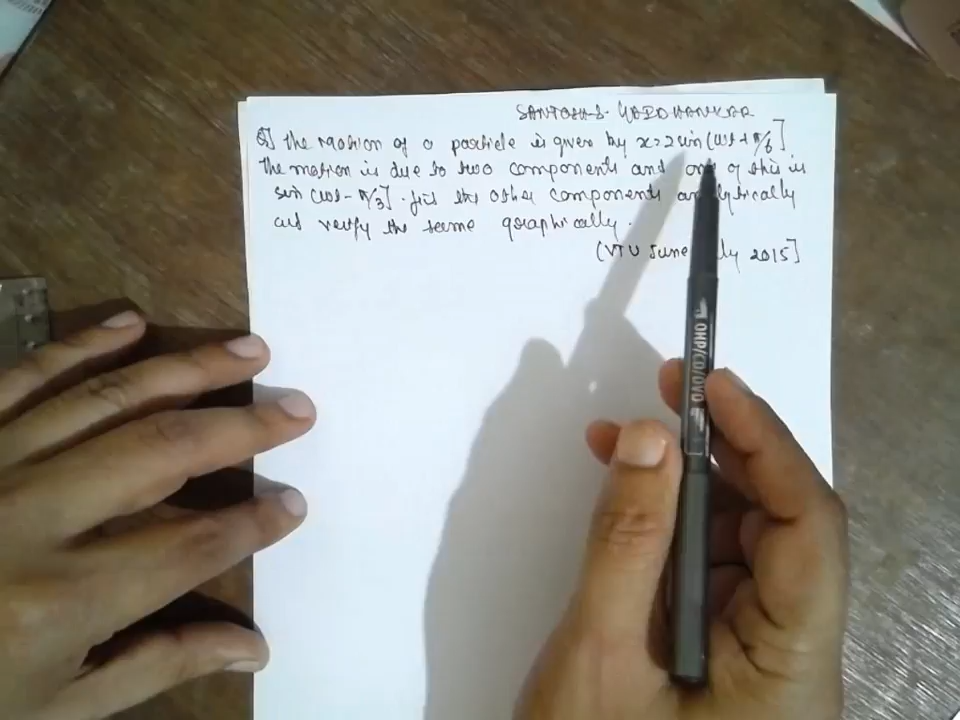 SANTOSH.S. YARDHANKAR
Q] The motion of a particle is given by x=2sin(ωt+π/6]
The motion is due to two components and one of this is
sin (ωt-π/3]. find the other components analytically
and verify the same graphically.
(VTU June July 2015]
OHP/CD/DVD